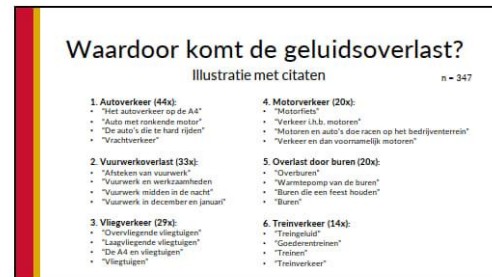 Waardoor komt de geluidsoverlast?
Illustratie met citaten
n = 347
1. Autoverkeer (44x):
• "Het autoverkeer op de A4"
• "Auto met ronkende motor"
• "De auto's die te hard rijden"
• "Vrachtverkeer"
2. Vuurwerkoverlast (33x):
• "Afsteken van vuurwerk"
• "Vuurwerk en werkzaamheden
• "Vuurwerk midden in de nacht"
• "Vuurwerk in december en januari"
3. Vliegverkeer (29x):
• "Overvliegende vliegtuigen"
• "Laagvliegende vliegtuigen"
• "De A4 en vliegtuigen"
• "Vliegtuigen"
4. Motorverkeer (20x):
• "Motorfiets"
• "Verkeer i.h.b. motoren"
• "Motoren en auto's doe racen op het bedrijventerrein"
• "Verkeer en dan voornamelijk motoren"
5. Overlast door buren (20x):
• "Overburen"
• "Warmtepomp van de buren"
• "Buren die een feest houden"
• "Buren"
6. Treinverkeer (14x):
• "Treingeluid"
• "Goederentreinen"
• "Treinen"
• "Treinverkeer"